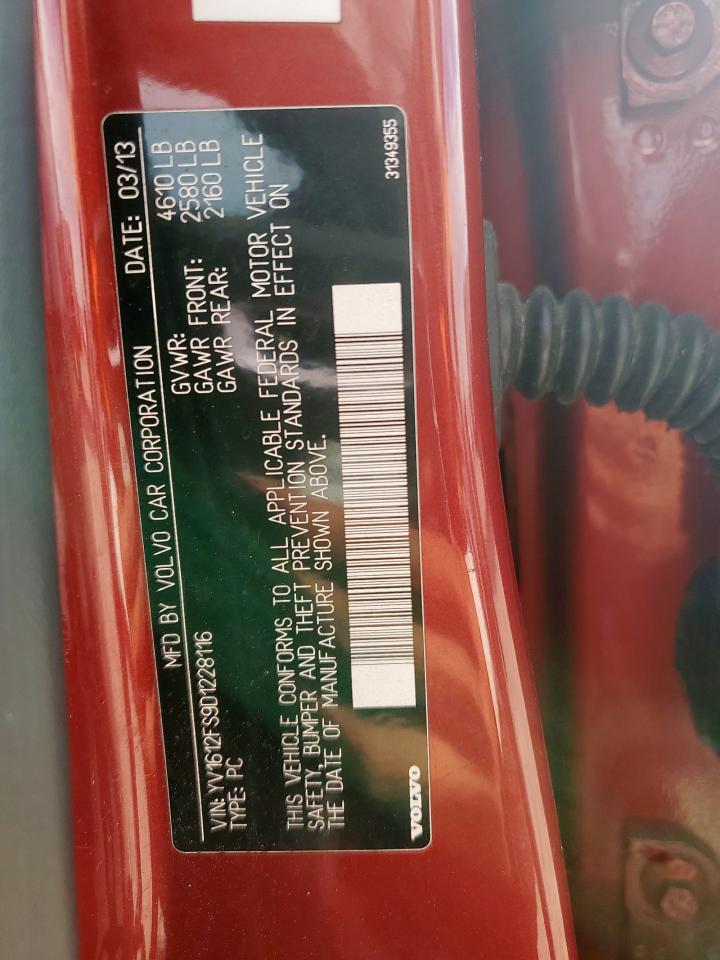 MFD BY VOLVO CAR CORPORATION DATE: 03/13
GVWR: 4610 LB
GAWR FRONT: 2580 LB
GAWR REAR: 2160 LB
VIN: YV1612FS9D1228116
TYPE: PC
THIS VEHICLE CONFORMS TO ALL APPLICABLE FEDERAL MOTOR VEHICLE
SAFETY, BUMPER AND THEFT PREVENTION STANDARDS IN EFFECT ON
THE DATE OF MANUFACTURE SHOWN ABOVE.
VOLVO 31349355